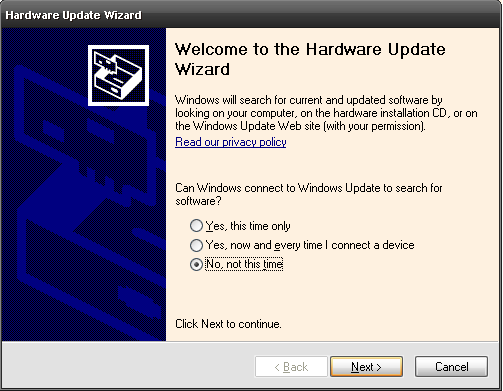 Hardware Update Wizard
Welcome to the Hardware Update
Wizard
Windows will search for current and updated software by
looking on your computer, on the hardware installation CD, or on
the Windows Update Web site (with your permission).
Read our privacy policy
Can Windows connect to Windows Update to search for
software?
Yes, this time only
Yes, now and every time I connect a device
No, not this time
Click Next to continue.
< Back
Next >
Cancel